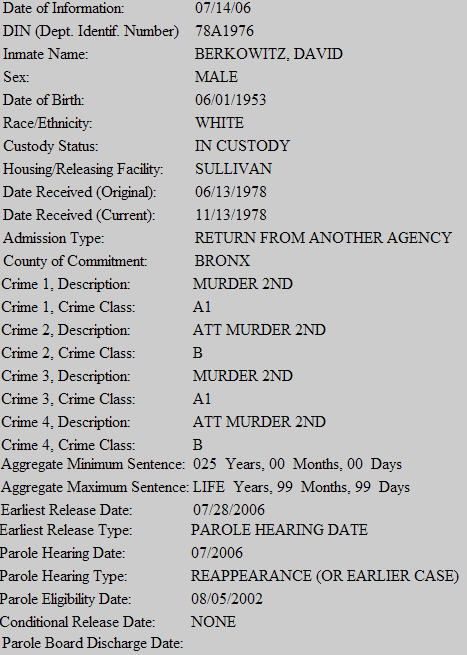 Date of Information: 07/14/06
DIN (Dept. Identif. Number) 78A1976
Inmate Name: BERKOWITZ, DAVID
Sex: MALE
Date of Birth: 06/01/1953
Race/Ethnicity: WHITE
Custody Status: IN CUSTODY
Housing/Releasing Facility: SULLIVAN
Date Received (Original): 06/13/1978
Date Received (Current): 11/13/1978
Admission Type: RETURN FROM ANOTHER AGENCY
County of Commitment: BRONX
Crime 1, Description: MURDER 2ND
Crime 1, Crime Class: A1
Crime 2, Description: ATT MURDER 2ND
Crime 2, Crime Class: B
Crime 3, Description: MURDER 2ND
Crime 3, Crime Class: A1
Crime 4, Description: ATT MURDER 2ND
Crime 4, Crime Class: B
Aggregate Minimum Sentence: 025 Years, 00 Months, 00 Days
Aggregate Maximum Sentence: LIFE Years, 99 Months, 99 Days
Earliest Release Date: 07/28/2006
Earliest Release Type: PAROLE HEARING DATE
Parole Hearing Date: 07/2006
Parole Hearing Type: REAPPEARANCE (OR EARLIER CASE)
Parole Eligibility Date: 08/05/2002
Conditional Release Date: NONE
Parole Board Discharge Date: